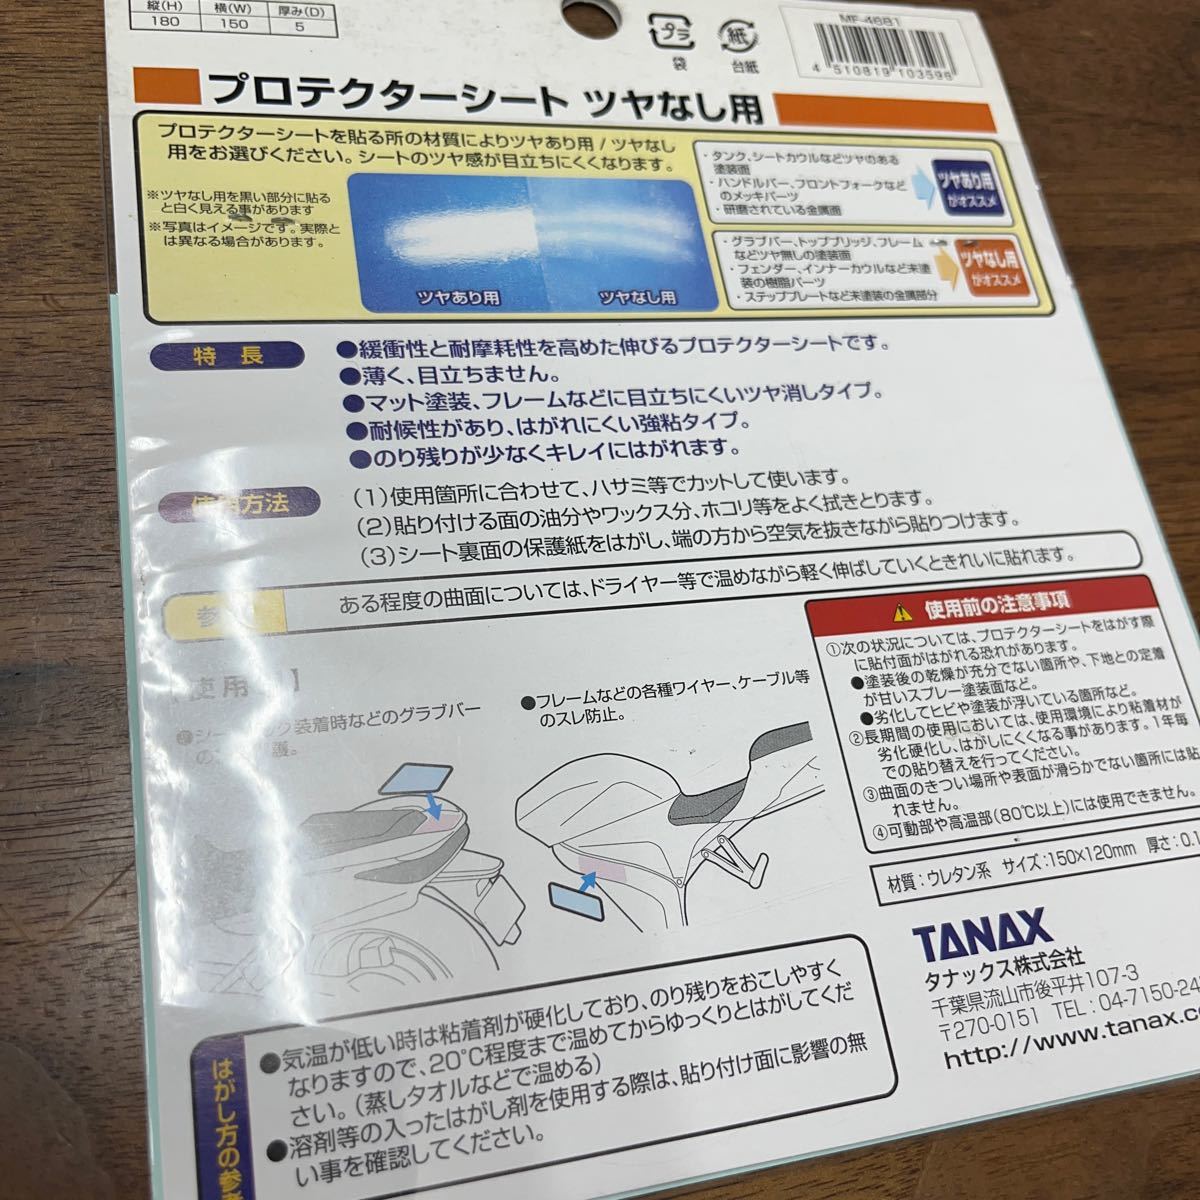 縦(H) 横(W) 厚み(D)
180 150 5
プラ
袋
紙
台紙
MF-4681
4 510819 103596
プロテクターシート ツヤなし用
プロテクターシートを貼る所の材質によりツヤあり用 / ツヤなし
用をお選びください。シートのツヤ感が目立ちにくくなります。
※ツヤなし用を黒い部分に貼る
と白く見える事があります
※写真はイメージです。実際と
は異なる場合があります。
ツヤあり用
ツヤなし用
・タンク、シートカウルなどツヤのある
塗装面
・ハンドルバー、フロントフォークなど
のメッキパーツ
・研磨されている金属面
ツヤあり用
がオススメ
・グラブバー、トップブリッジ、フレーム
などツヤ無しの塗装面
・フェンダー、インナーカウルなど未塗
装の樹脂パーツ
・ステッププレートなど未塗装の金属部分
ツヤなし用
がオススメ
特長
●緩衝性と耐摩耗性を高めた伸びるプロテクターシートです。
●薄く、目立ちません。
●マット塗装、フレームなどに目立ちにくいツヤ消しタイプ。
●耐候性があり、はがれにくい強粘タイプ。
●のり残りが少なくキレイにはがれます。
使用方法
(1)使用箇所に合わせて、ハサミ等でカットして使います。
(2)貼り付ける面の油分やワックス分、ホコリ等をよく拭きとります。
(3)シート裏面の保護紙をはがし、端の方から空気を抜きながら貼りつけます。
参
ある程度の曲面については、ドライヤー等で温めながら軽く伸ばしていくときれいに貼れます。
使用 】
●シー ック装着時などのグラブバー
の 護。
●フレームなどの各種ワイヤー、ケーブル等
のスレ防止。
使用前の注意事項
①次の状況については、プロテクターシートをはがす際
に貼付面がはがれる恐れがあります。
●塗装後の乾燥が充分でない箇所や、下地との定着
が甘いスプレー塗装面など。
●劣化してヒビや塗装が浮いている箇所など。
②長期間の使用においては、使用環境により粘着材が
劣化硬化し、はがしにくくなる事があります。1年毎
での貼り替えを行ってください。
③曲面のきつい場所や表面が滑らかでない箇所には貼
れません。
④可動部や高温部(80℃以上)には使用できません。
材質：ウレタン系 サイズ：150×120mm 厚さ：0.1
TANAX
タナックス株式会社
千葉県流山市後平井107-3
〒270-0151 TEL：04-7150-24
http://www.tanax.co
はがし方の参考
●気温が低い時は粘着剤が硬化しており、のり残りをおこしやすく
なりますので、20℃程度まで温めてからゆっくりとはがしてくだ
さい。(蒸しタオルなどで温める)
●溶剤等の入ったはがし剤を使用する際は、貼り付け面に影響の無
い事を確認してください。